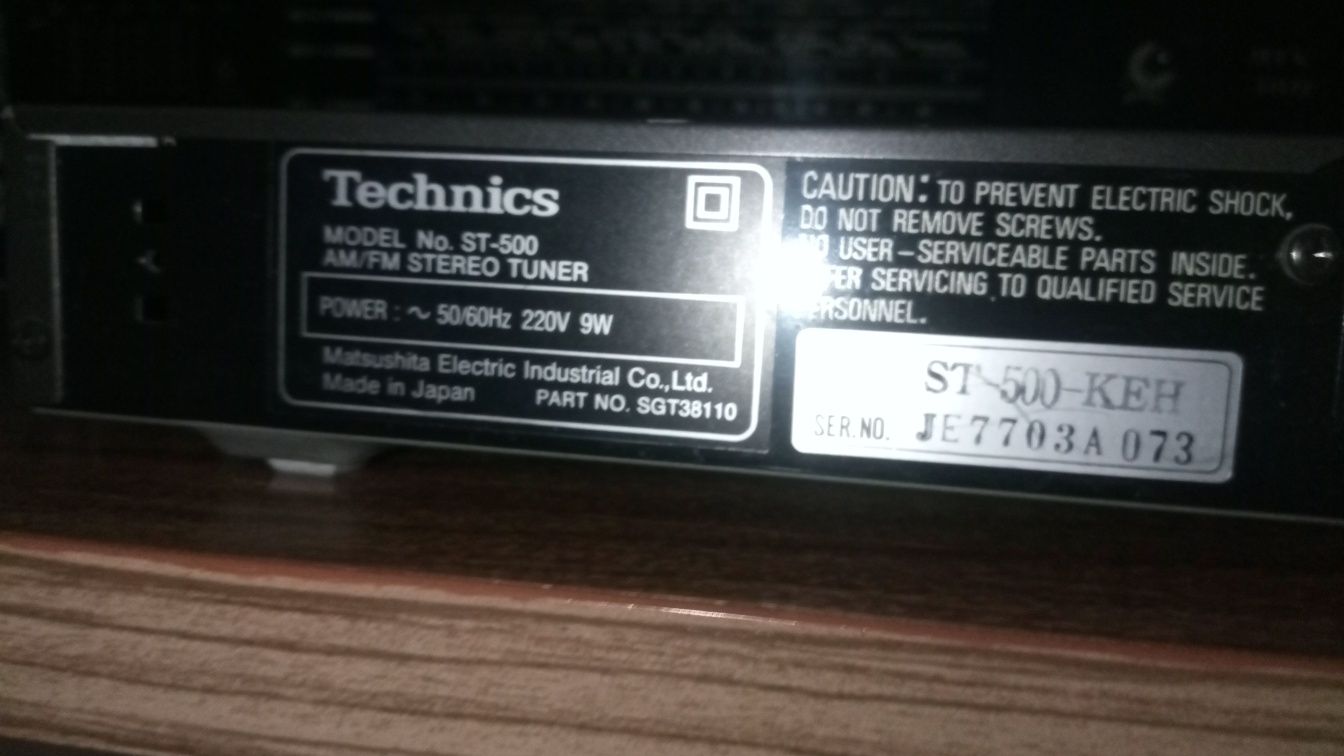 Technics
MODEL No. ST-500
AM/FM STEREO TUNER
POWER : ~ 50/60Hz 220V 9W
Matsushita Electric Industrial Co.,Ltd.
Made in Japan
PART NO. SGT38110
CAUTION: TO PREVENT ELECTRIC SHOCK,
DO NOT REMOVE SCREWS.
NO USER-SERVICEABLE PARTS INSIDE.
REFER SERVICING TO QUALIFIED SERVICE
PERSONNEL.
ST-500-KEH
SER.NO. JE7703A073